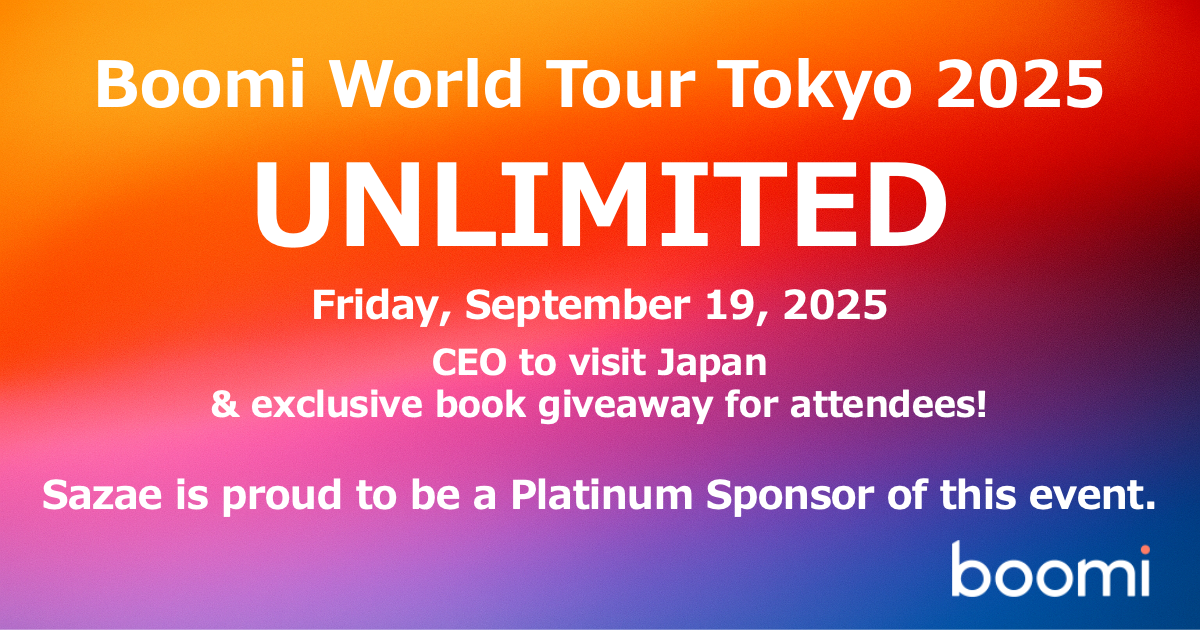 Boomi World Tour Tokyo 2025
UNLIMITED
Friday, September 19, 2025
CEO to visit Japan
& exclusive book giveaway for attendees!
Sazae is proud to be a Platinum Sponsor of this event.
boomi